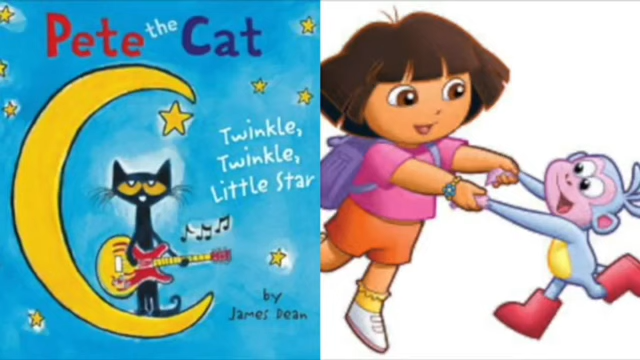 Pete the Cat
Twinkle,
Twinkle,
Little Star
by
James Dean